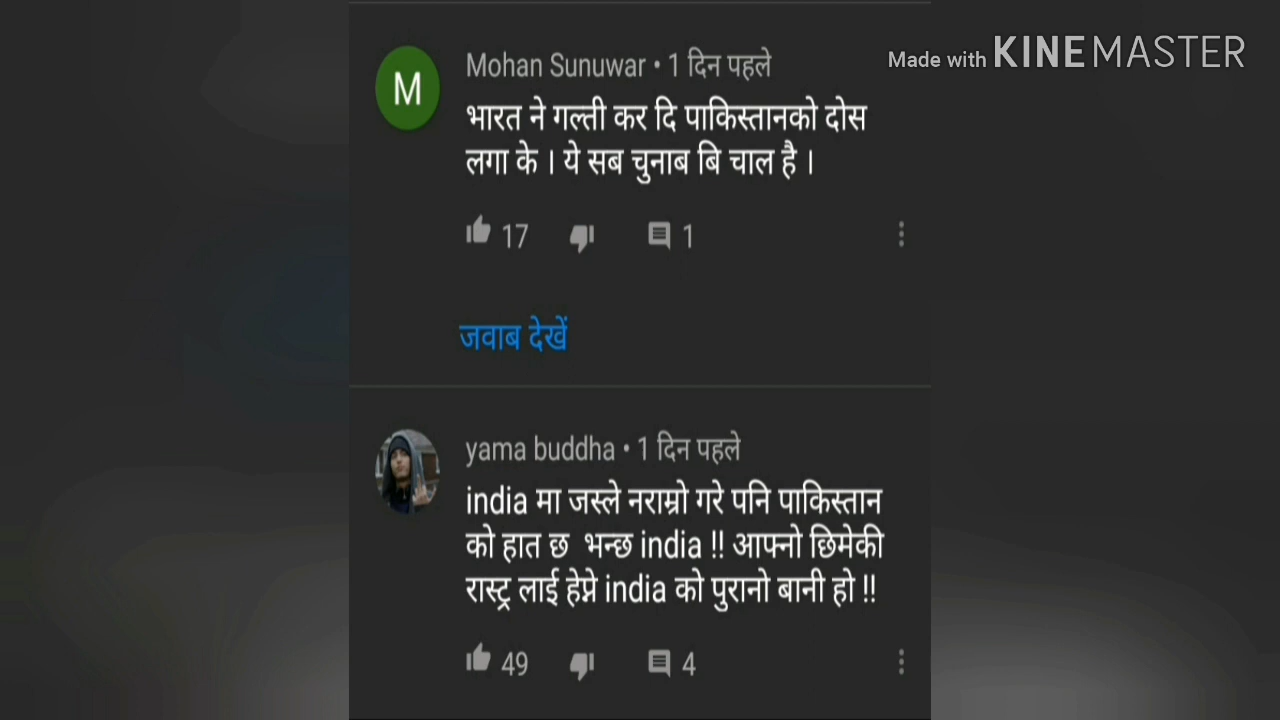 Made with KINEMASTER
M
Mohan Sunuwar • 1 दिन पहले
भारत ने गल्ती कर दि पाकिस्तानको दोस
लगा के । ये सब चुनाब बि चाल है ।
17 1
जवाब देखें
yama buddha • 1 दिन पहले
india मा जस्ले नराम्रो गरे पनि पाकिस्तान
को हात छ भन्छ india !! आफ्नो छिमेकी
रास्ट्र लाई हेप्ने india को पुरानो बानी हो !!
49 4